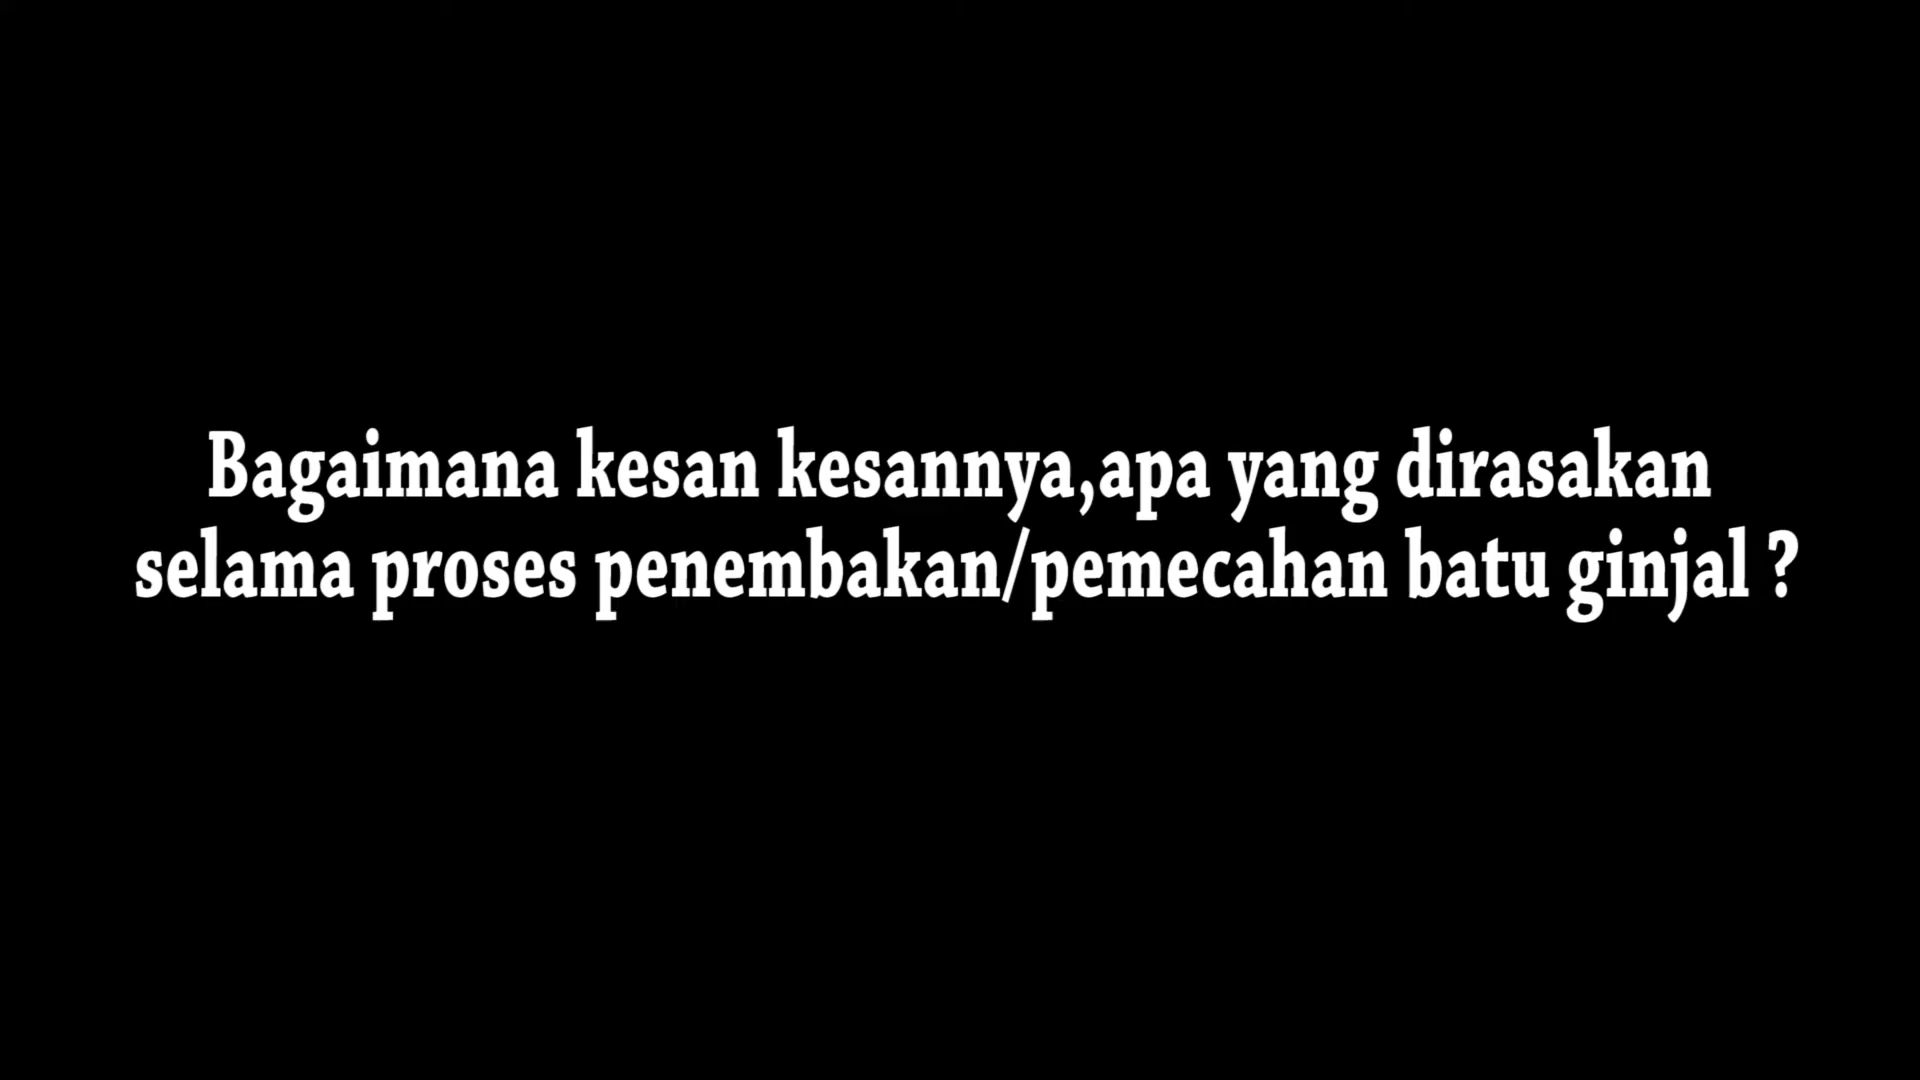 Bagaimana kesan kesannya,apa yang dirasakan
selama proses penembakan/pemecahan batu ginjal ?